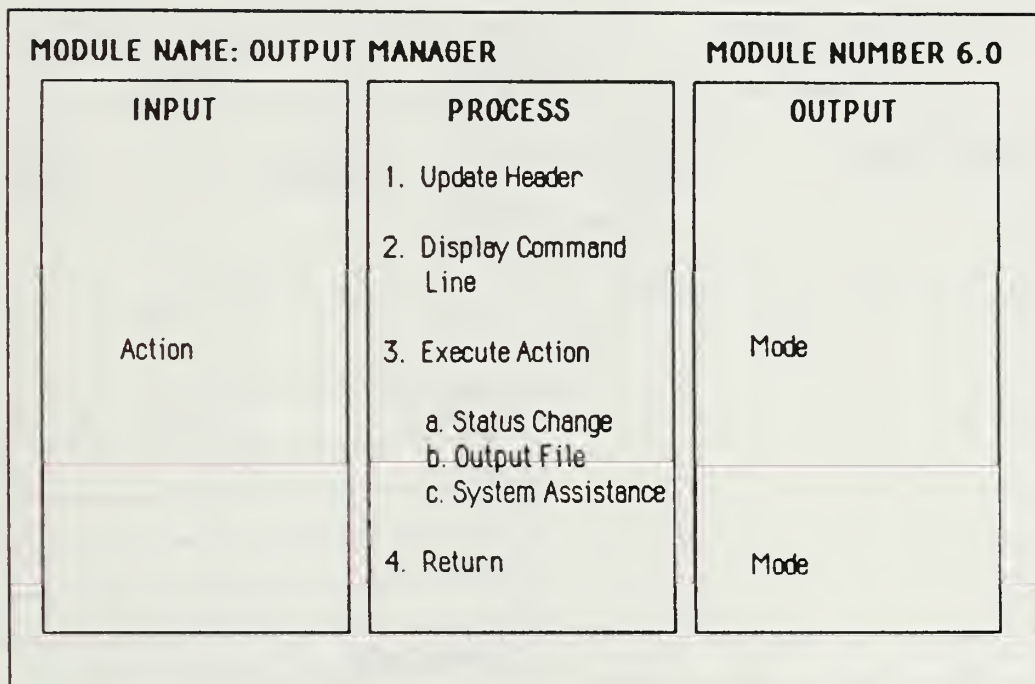 MODULE NAME: OUTPUT MANAGER
MODULE NUMBER 6.0
INPUT
PROCESS
OUTPUT
1. Update Header
2. Display Command
Line
Action
3. Execute Action
Mode
a. Status Change
b. Output File
c. System Assistance
4. Return
Mode